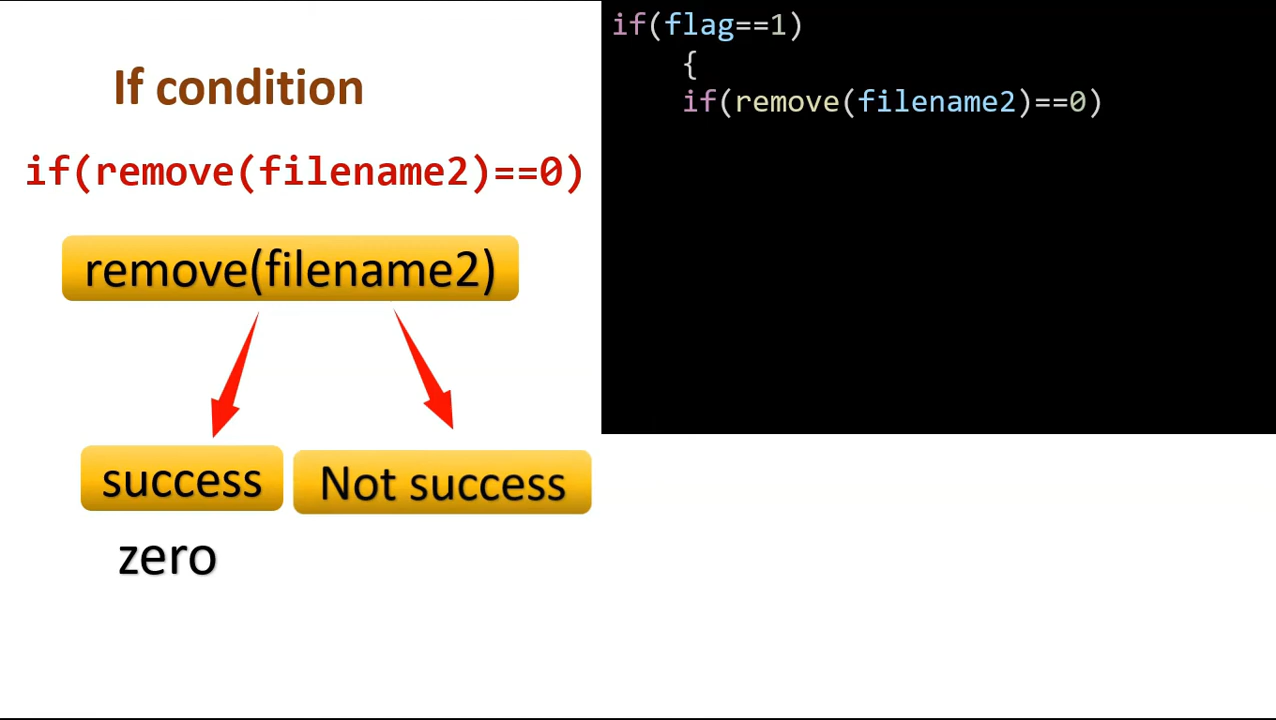 If condition
if(remove(filename2)==0)
remove(filename2)
success
Not success
zero
if(flag==1)
{
if(remove(filename2)==0)